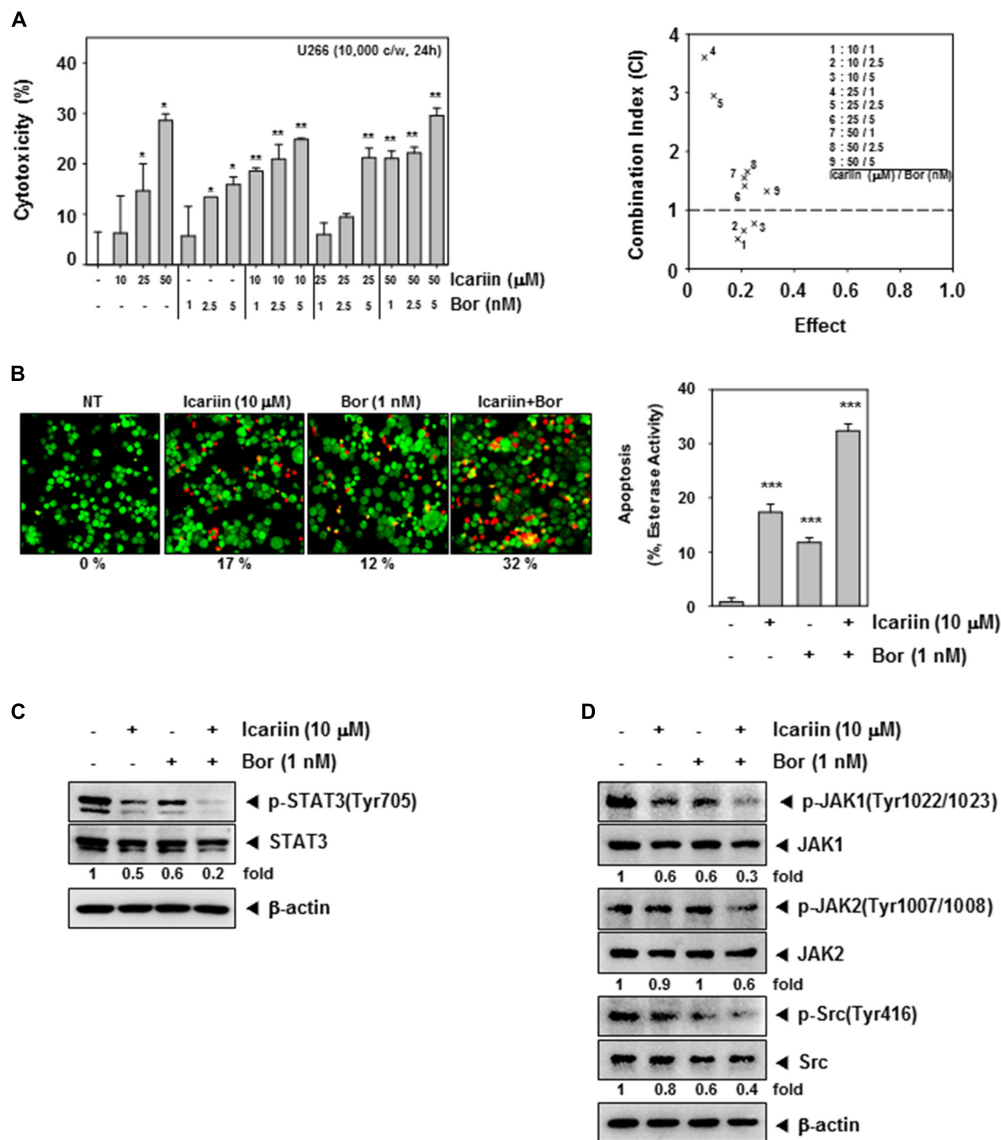 A
U266 (10,000 c/w, 24h)
Cytotoxicity (%)
40
30
20
10
0
* * * * * ** ** ** ** ** ** **
- 10 25 50 - - - 10 10 10 25 25 25 50 50 50 Icariin (μM)
- - - - 1 2.5 5 1 2.5 5 1 2.5 5 1 2.5 5 Bor (nM)
Combination Index (CI)
4
3
2
1
0
4
5
7
8
6
9
2
3
1
1 : 10 / 1
2 : 10 / 2.5
3 : 10 / 5
4 : 25 / 1
5 : 25 / 2.5
6 : 25 / 5
7 : 50 / 1
8 : 50 / 2.5
9 : 50 / 5
Icariin (μM) / Bor (nM)
0 0.2 0.4 0.6 0.8 1.0
Effect
B
NT Icariin (10 μM) Bor (1 nM) Icariin+Bor
0 % 17 % 12 % 32 %
Apoptosis
(%, Esterase Activity)
40
30
20
10
0
*** *** ***
- + - + Icariin (10 μM)
- - + + Bor (1 nM)
C
- + - + Icariin (10 μM)
- - + + Bor (1 nM)
◄ p-STAT3(Tyr705)
◄ STAT3
1 0.5 0.6 0.2 fold
◄ β-actin
D
- + - + Icariin (10 μM)
- - + + Bor (1 nM)
◄ p-JAK1(Tyr1022/1023)
◄ JAK1
1 0.6 0.6 0.3 fold
◄ p-JAK2(Tyr1007/1008)
◄ JAK2
1 0.9 1 0.6 fold
◄ p-Src(Tyr416)
◄ Src
1 0.8 0.6 0.4 fold
◄ β-actin